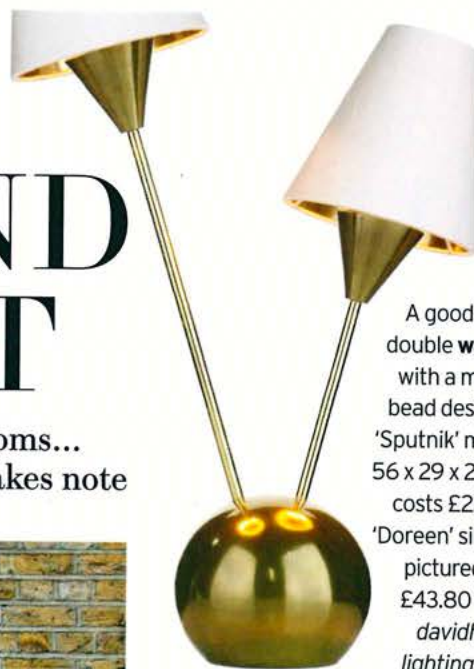 ND
T
oms...
akes note
A good
double
with a m
bead des
'Sputnik' m
56 x 29 x 2
costs £2
'Doreen' si
pictured
£43.80
davidh
lighting